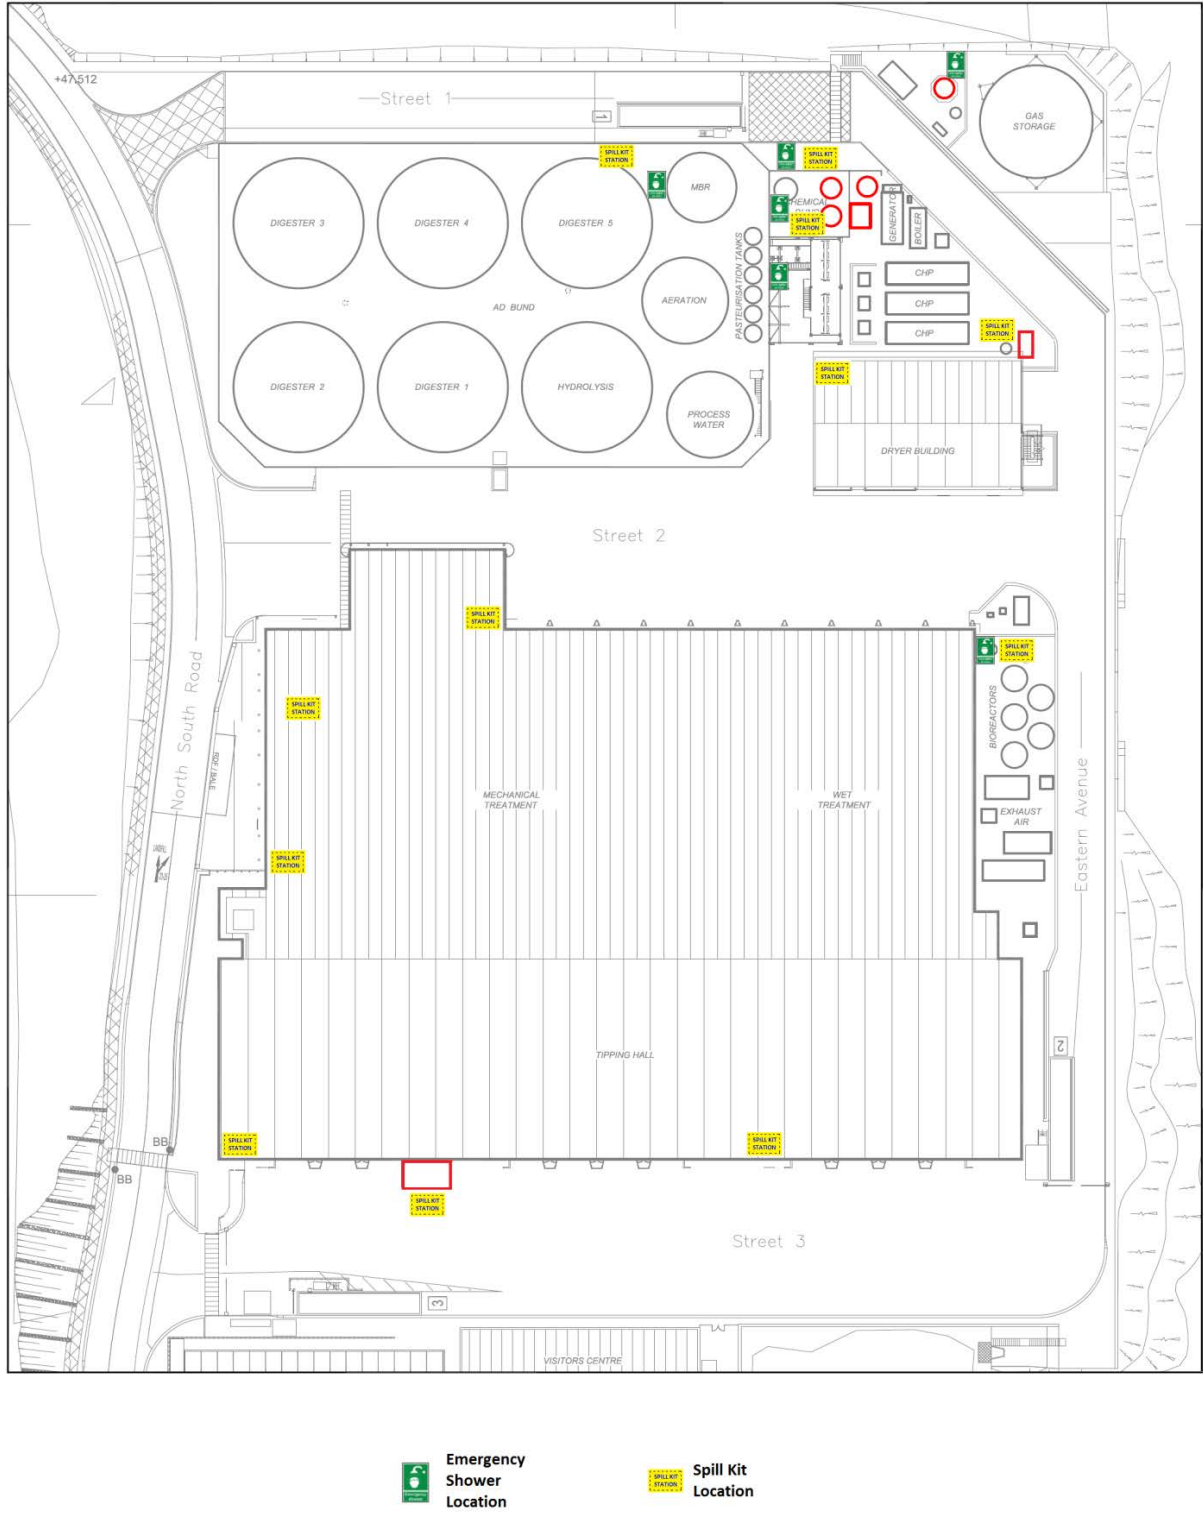 +47.512
Street 1
1
GAS
STORAGE
SPILL KIT
STATION
SPILL KIT
STATION
MBR
CHEMICAL
SPILL KIT
STATION
GENERATOR
BOILER
DIGESTER 3
DIGESTER 4
DIGESTER 5
PASTEURISATION TANKS
CHP
CHP
CHP
AERATION
AD BUND
SPILL KIT
STATION
SPILL KIT
STATION
DIGESTER 2
DIGESTER 1
HYDROLYSIS
PROCESS
WATER
DRYER BUILDING
Street 2
SPILL KIT
STATION
SPILL KIT
STATION
North South Road
SPILL KIT
STATION
BIOREACTORS
MECHANICAL
TREATMENT
WET
TREATMENT
EXHAUST
AIR
Eastern Avenue
SPILL KIT
STATION
TIPPING HALL
2
SPILL KIT
STATION
SPILL KIT
STATION
BB
BB
SPILL KIT
STATION
Street 3
3
VISITORS CENTRE
Emergency
Shower
Location
SPILL KIT
STATION
Spill Kit
Location